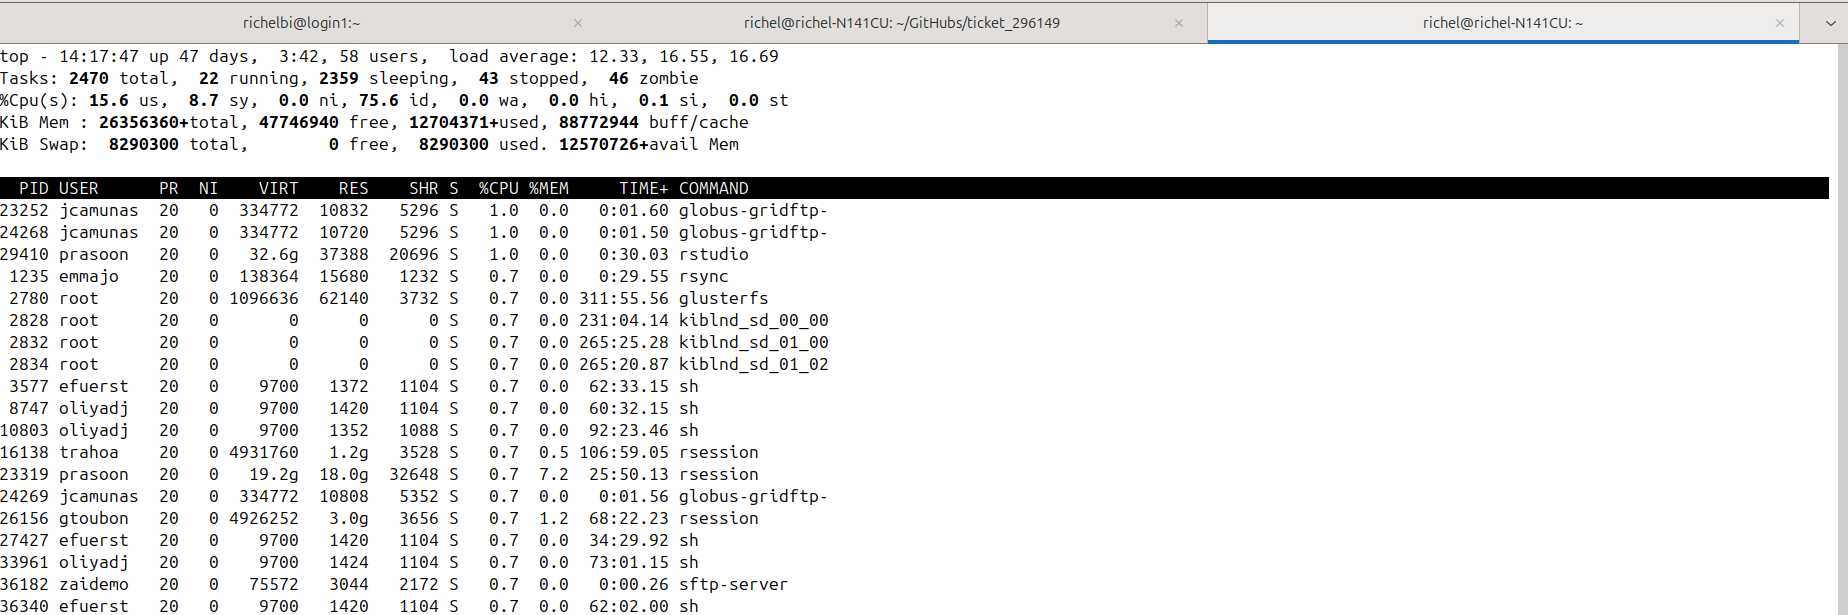 richelbi@login1:~ × richel@richel-N141CU: ~/GitHubs/ticket_296149 × richel@richel-N141CU: ~ ×
top - 14:17:47 up 47 days,  3:42, 58 users,  load average: 12.33, 16.55, 16.69
Tasks: 2470 total,  22 running, 2359 sleeping,  43 stopped,  46 zombie
%Cpu(s): 15.6 us,  8.7 sy,  0.0 ni, 75.6 id,  0.0 wa,  0.0 hi,  0.1 si,  0.0 st
KiB Mem : 26356360+total, 47746940 free, 12704371+used, 88772944 buff/cache
KiB Swap:  8290300 total,        0 free,  8290300 used. 12570726+avail Mem
  PID USER      PR  NI    VIRT    RES    SHR S  %CPU %MEM     TIME+ COMMAND
23252 jcamunas  20   0  334772  10832   5296 S   1.0  0.0   0:01.60 globus-gridftp-
24268 jcamunas  20   0  334772  10720   5296 S   1.0  0.0   0:01.50 globus-gridftp-
29410 prasoon   20   0   32.6g  37388  20696 S   1.0  0.0   0:30.03 rstudio
 1235 emmajo    20   0  138364  15680   1232 S   0.7  0.0   0:29.55 rsync
 2780 root      20   0 1096636  62140   3732 S   0.7  0.0 311:55.56 glusterfs
 2828 root      20   0       0      0      0 S   0.7  0.0 231:04.14 kiblnd_sd_00_00
 2832 root      20   0       0      0      0 S   0.7  0.0 265:25.28 kiblnd_sd_01_00
 2834 root      20   0       0      0      0 S   0.7  0.0 265:20.87 kiblnd_sd_01_02
 3577 efuerst   20   0    9700   1372   1104 S   0.7  0.0  62:33.15 sh
 8747 oliyadj   20   0    9700   1420   1104 S   0.7  0.0  60:32.15 sh
10803 oliyadj   20   0    9700   1352   1088 S   0.7  0.0  92:23.46 sh
16138 trahoa    20   0 4931760   1.2g   3528 S   0.7  0.5 106:59.05 rsession
23319 prasoon   20   0   19.2g  18.0g  32648 S   0.7  7.2  25:50.13 rsession
24269 jcamunas  20   0  334772  10808   5352 S   0.7  0.0   0:01.56 globus-gridftp-
26156 gtoubon   20   0 4926252   3.0g   3656 S   0.7  1.2  68:22.23 rsession
27427 efuerst   20   0    9700   1420   1104 S   0.7  0.0  34:29.92 sh
33961 oliyadj   20   0    9700   1424   1104 S   0.7  0.0  73:01.15 sh
36182 zaidemo   20   0   75572   3044   2172 S   0.7  0.0   0:00.26 sftp-server
36340 efuerst   20   0    9700   1420   1104 S   0.7  0.0  62:02.00 sh